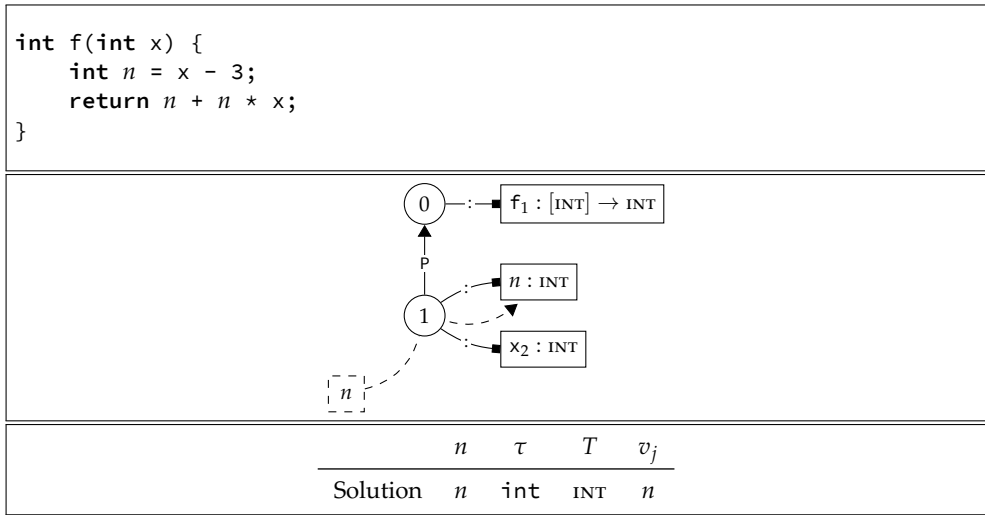 int f(int x) {
int n = x - 3;
return n + n * x;
}
0 : f₁ : [INT] → INT
P
: n : INT
1
: x₂ : INT
n
n τ T vⱼ
Solution n int INT n